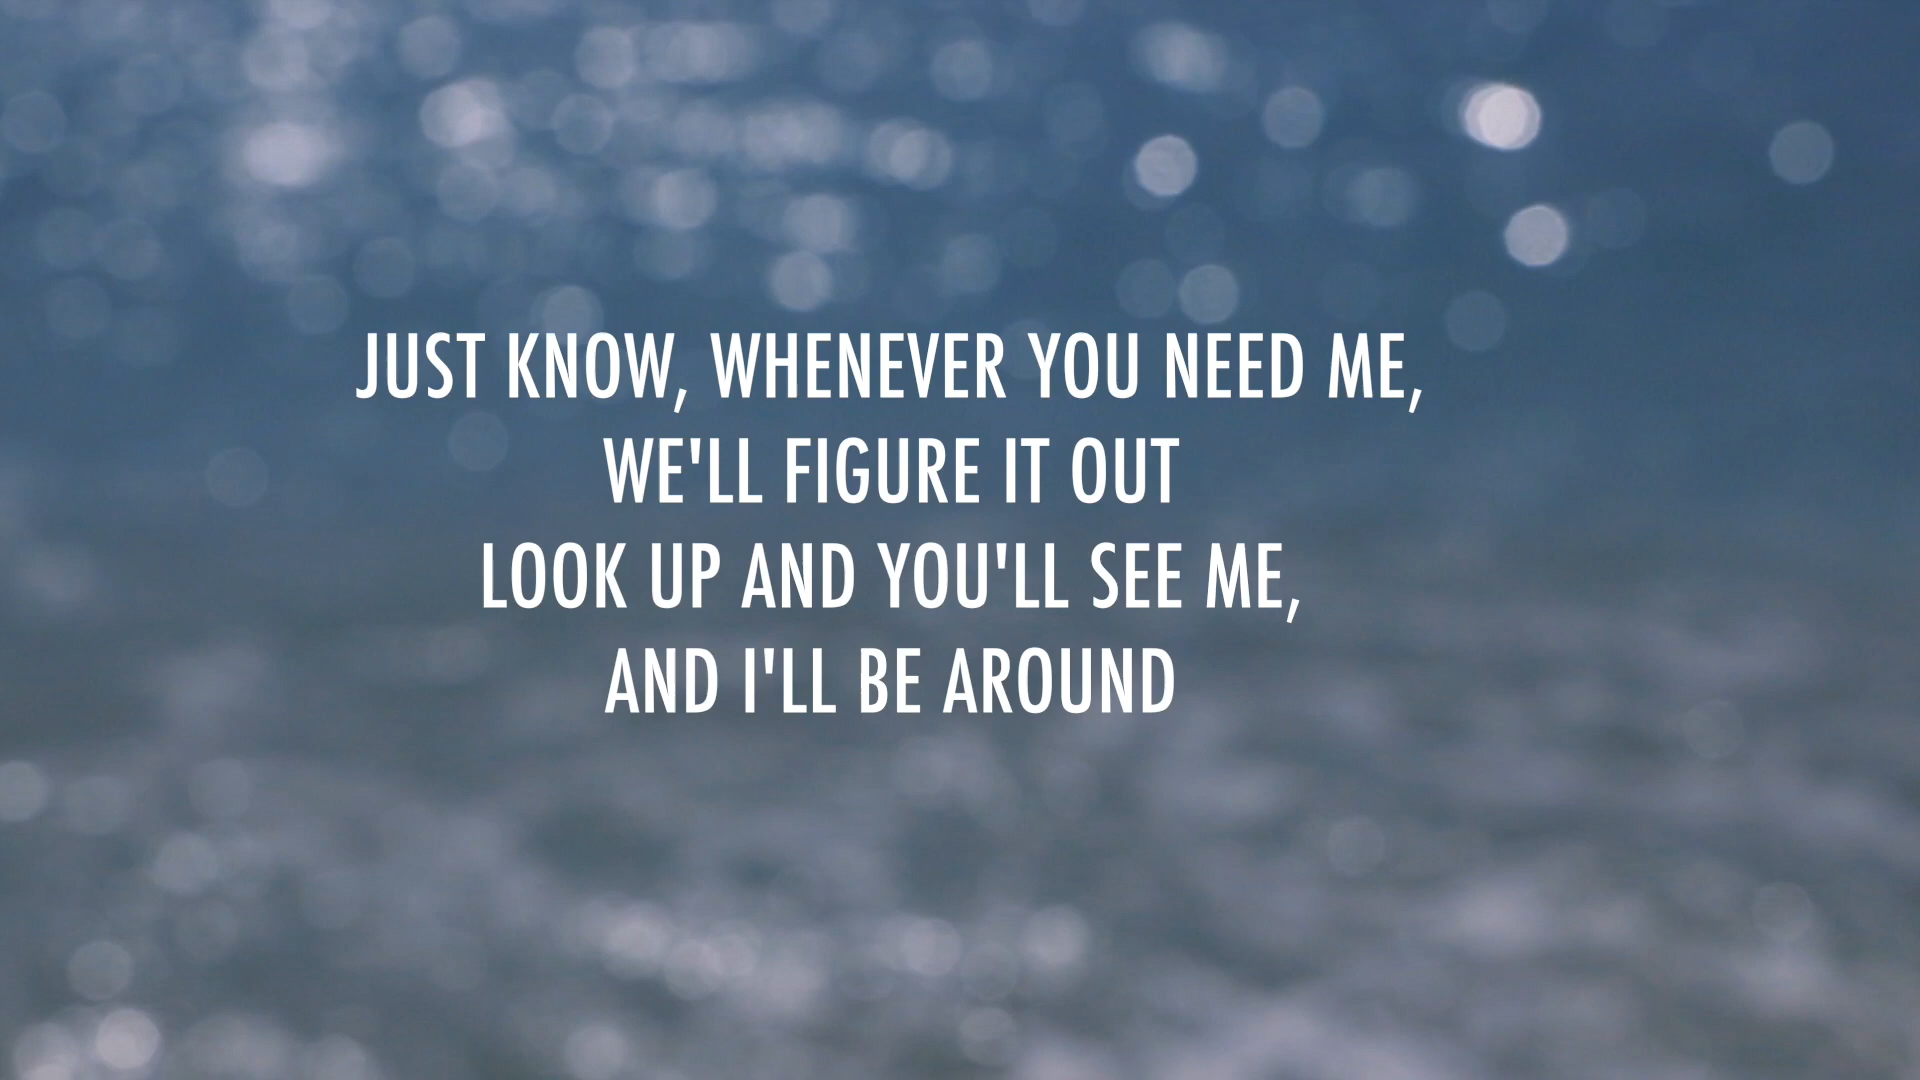 JUST KNOW, WHENEVER YOU NEED ME,
WE'LL FIGURE IT OUT
LOOK UP AND YOU'LL SEE ME,
AND I'LL BE AROUND